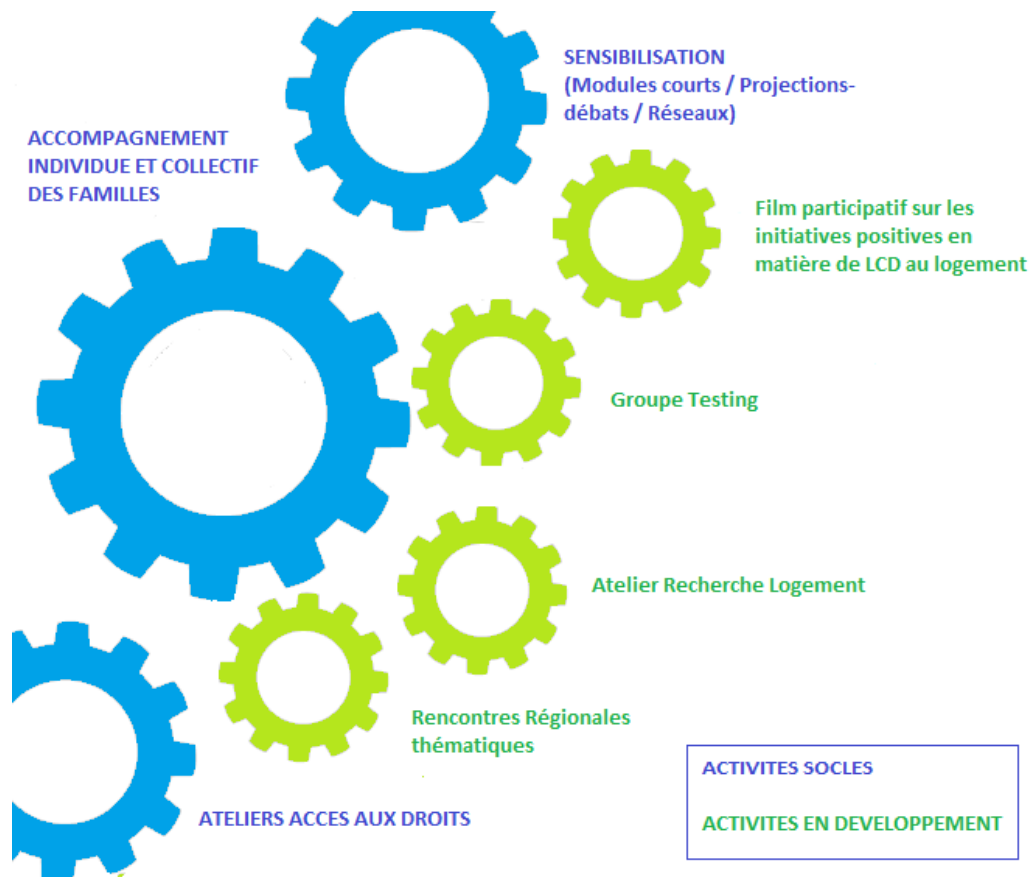 SENSIBILISATION
(Modules courts / Projections-
débats / Réseaux)
ACCOMPAGNEMENT
INDIVIDUE ET COLLECTIF
DES FAMILLES
Film participatif sur les
initiatives positives en
matière de LCD au logement
Groupe Testing
Atelier Recherche Logement
Rencontres Régionales
thématiques
ATELIERS ACCES AUX DROITS
ACTIVITES SOCLES
ACTIVITES EN DEVELOPPEMENT